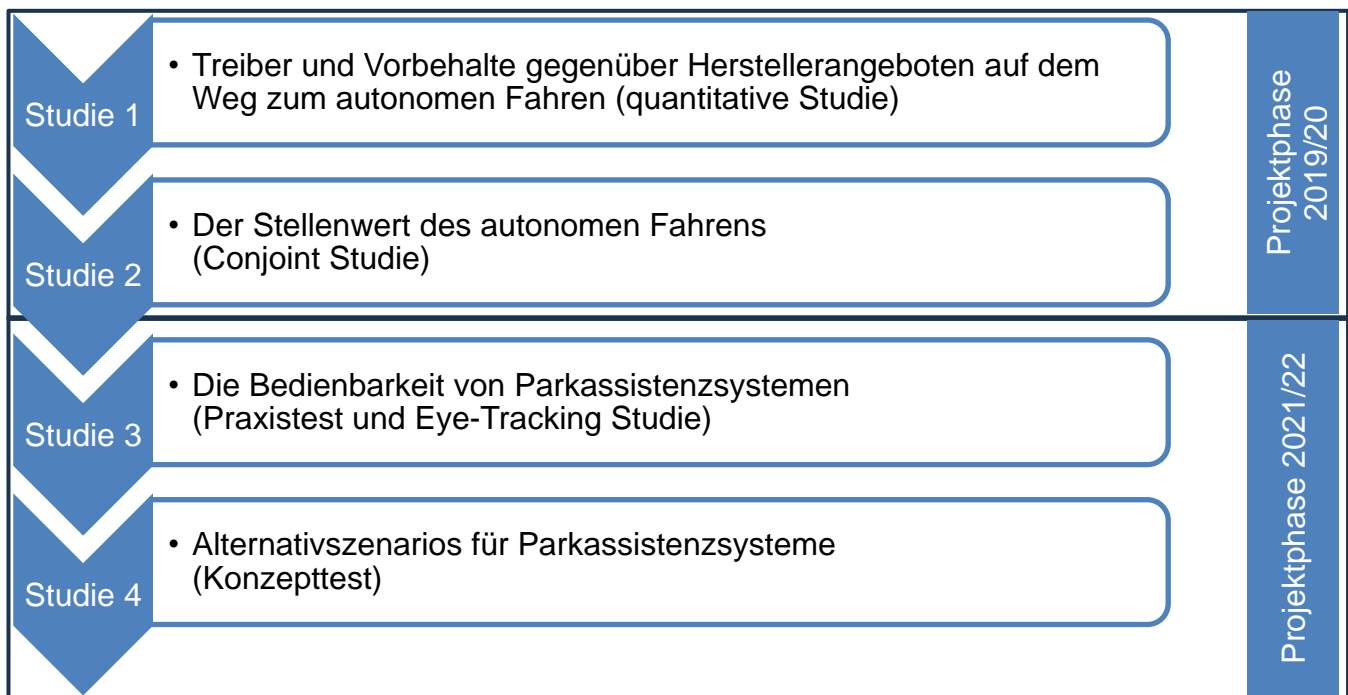 Studie 1
• Treiber und Vorbehalte gegenüber Herstellerangeboten auf dem
Weg zum autonomen Fahren (quantitative Studie)
Studie 2
• Der Stellenwert des autonomen Fahrens
(Conjoint Studie)
Projektphase
2019/20
Studie 3
• Die Bedienbarkeit von Parkassistenzsystemen
(Praxistest und Eye-Tracking Studie)
Studie 4
• Alternativszenarios für Parkassistenzsysteme
(Konzepttest)
Projektphase 2021/22